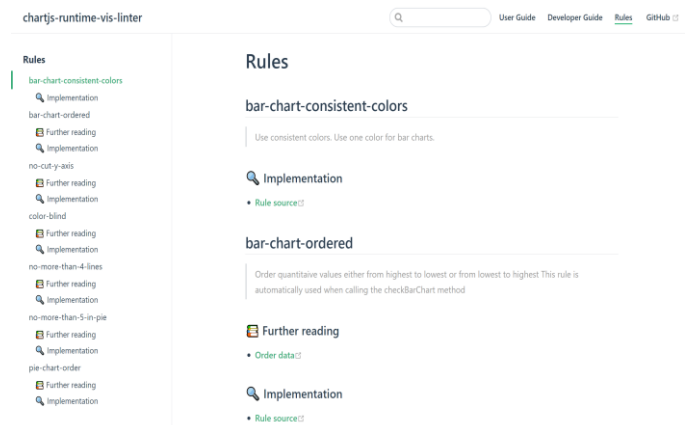 chartjs-runtime-vis-linter
User Guide Developer Guide Rules GitHub
Rules
bar-chart-consistent-colors
Implementation
bar-chart-ordered
Further reading
Implementation
no-cut-y-axis
Further reading
Implementation
color-blind
Further reading
Implementation
no-more-than-4-lines
Further reading
Implementation
no-more-than-5-in-pie
Further reading
Implementation
pie-chart-order
Further reading
Implementation
Rules
bar-chart-consistent-colors
Use consistent colors. Use one color for bar charts.
Implementation
• Rule source
bar-chart-ordered
Order quantitaive values either from highest to lowest or from lowest to highest This rule is
automatically used when calling the checkBarChart method
Further reading
• Order data
Implementation
• Rule source